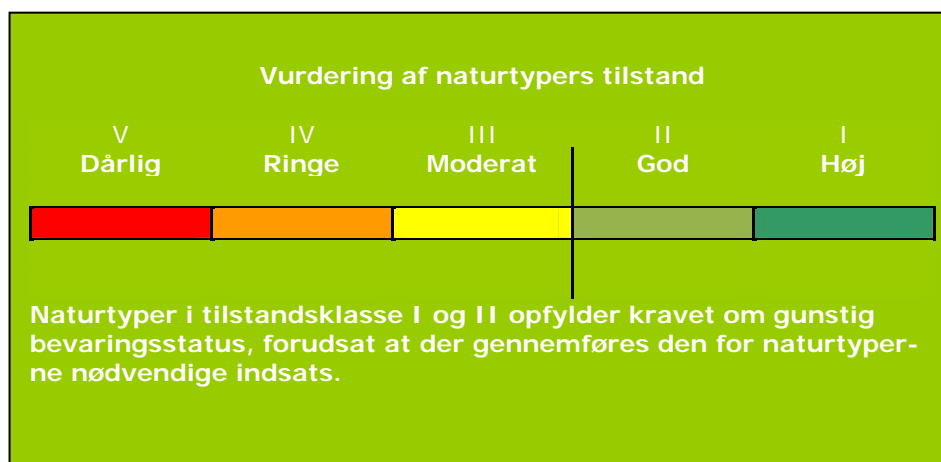 Vurdering af naturtypers tilstand
V IV III II I
Dårlig Ringe Moderat God Høj
Naturtyper i tilstandsklasse I og II opfylder kravet om gunstig
bevaringsstatus, forudsat at der gennemføres den for naturtyper-
ne nødvendige indsats.